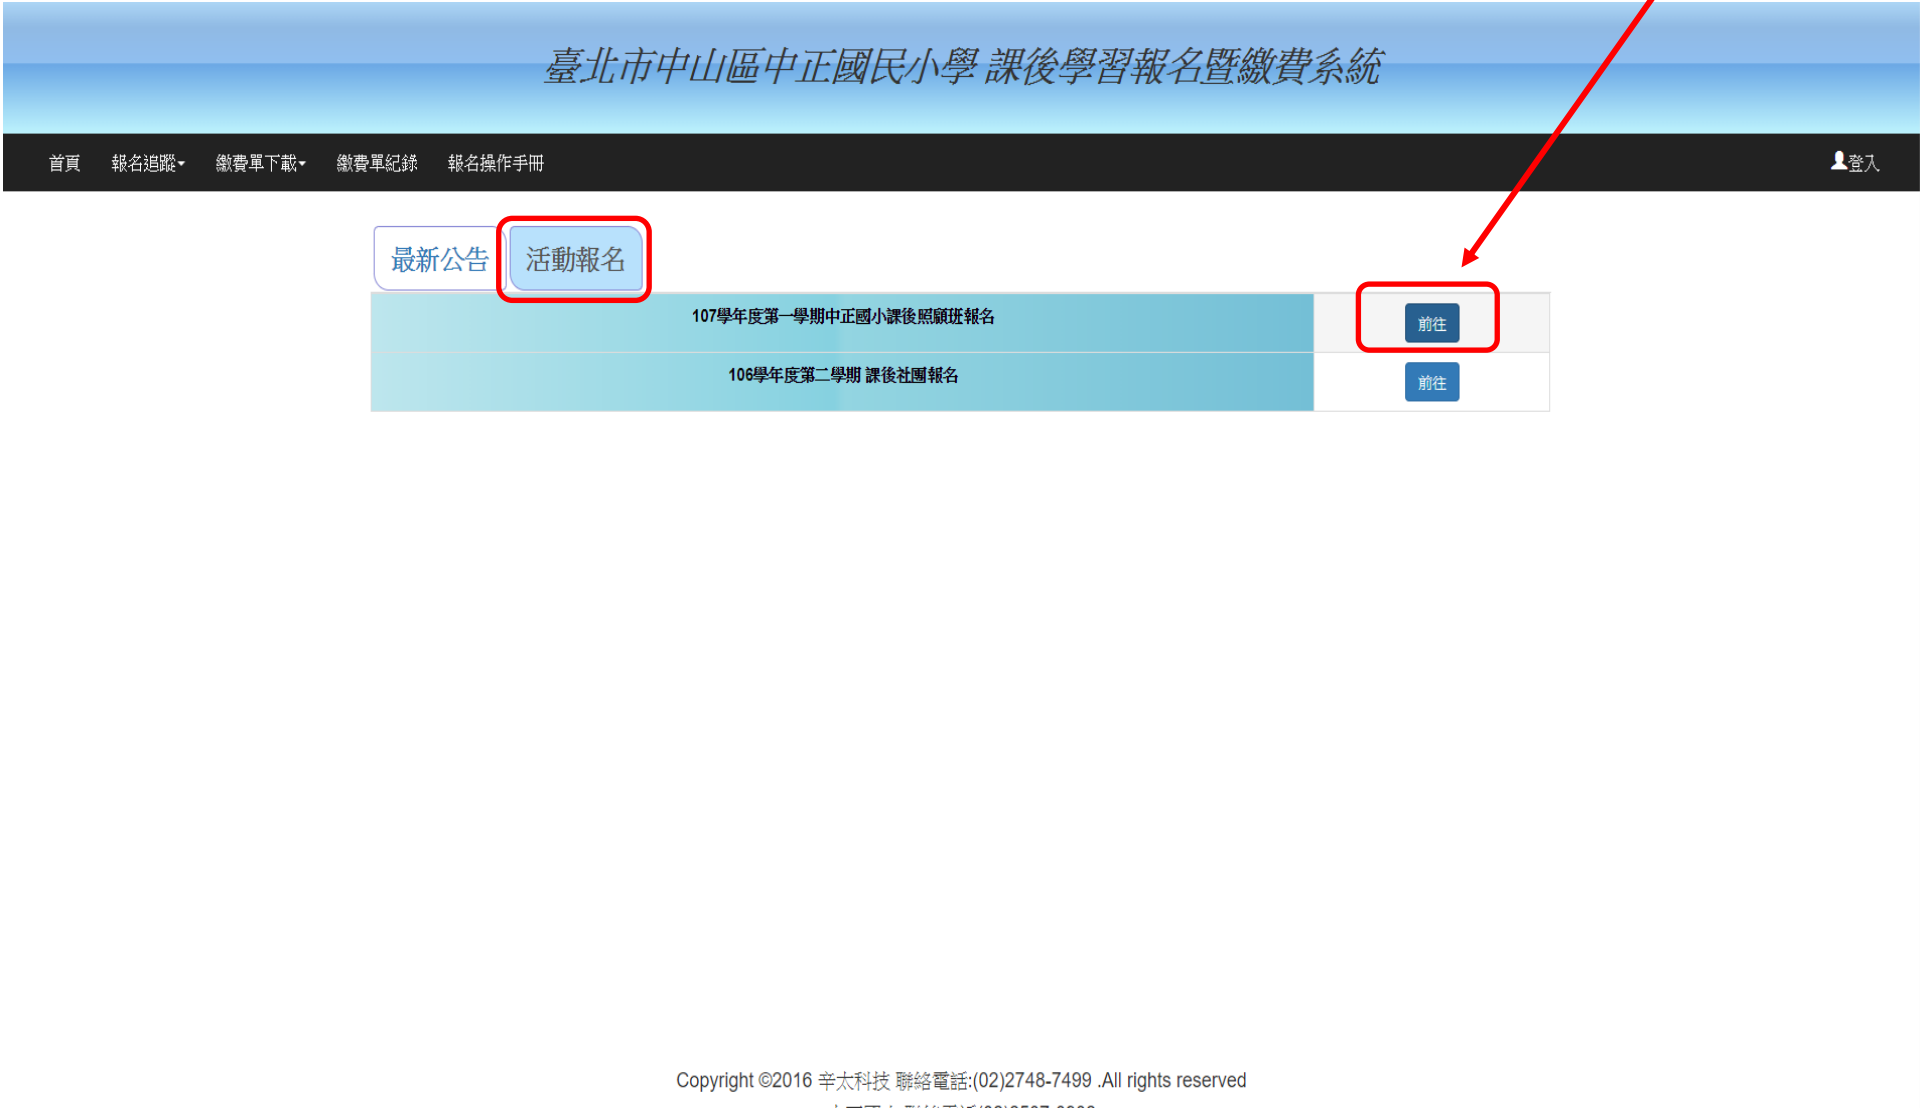 臺北市中山區中正國民小學 課後學習報名暨繳費系統
首頁 報名追蹤 繳費單下載 繳費單紀錄 報名操作手冊 登入
最新公告 活動報名
107學年度第一學期中正國小課後照顧班報名 前往
106學年度第二學期 課後社團報名 前往
Copyright ©2016 辛太科技 聯絡電話:(02)2748-7499 .All rights reserved